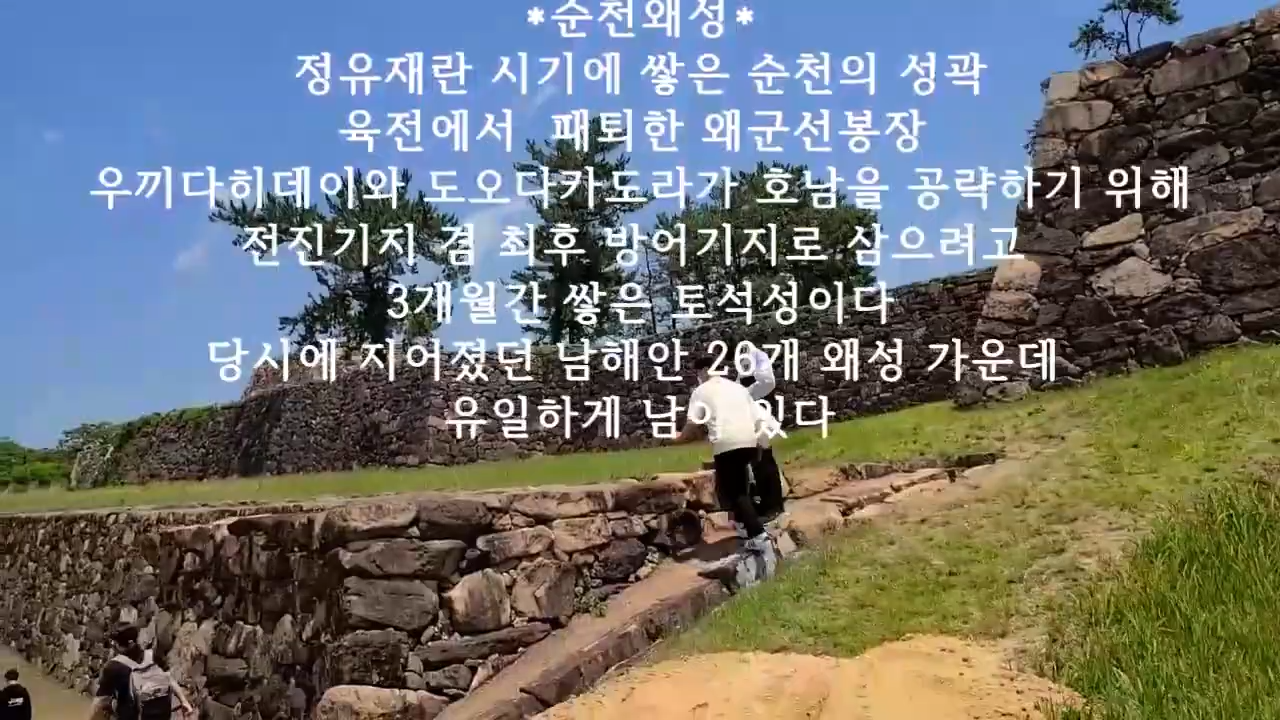 *순천왜성*
정유재란 시기에 쌓은 순천의 성곽
육전에서 패퇴한 왜군선봉장
우끼다히데이와 도오다카도라가 호남을 공략하기 위해
전진기지 겸 최후 방어기지로 삼으려고
3개월간 쌓은 토석성이다
당시에 지어졌던 남해안 26개 왜성 가운데
유일하게 남아 있다